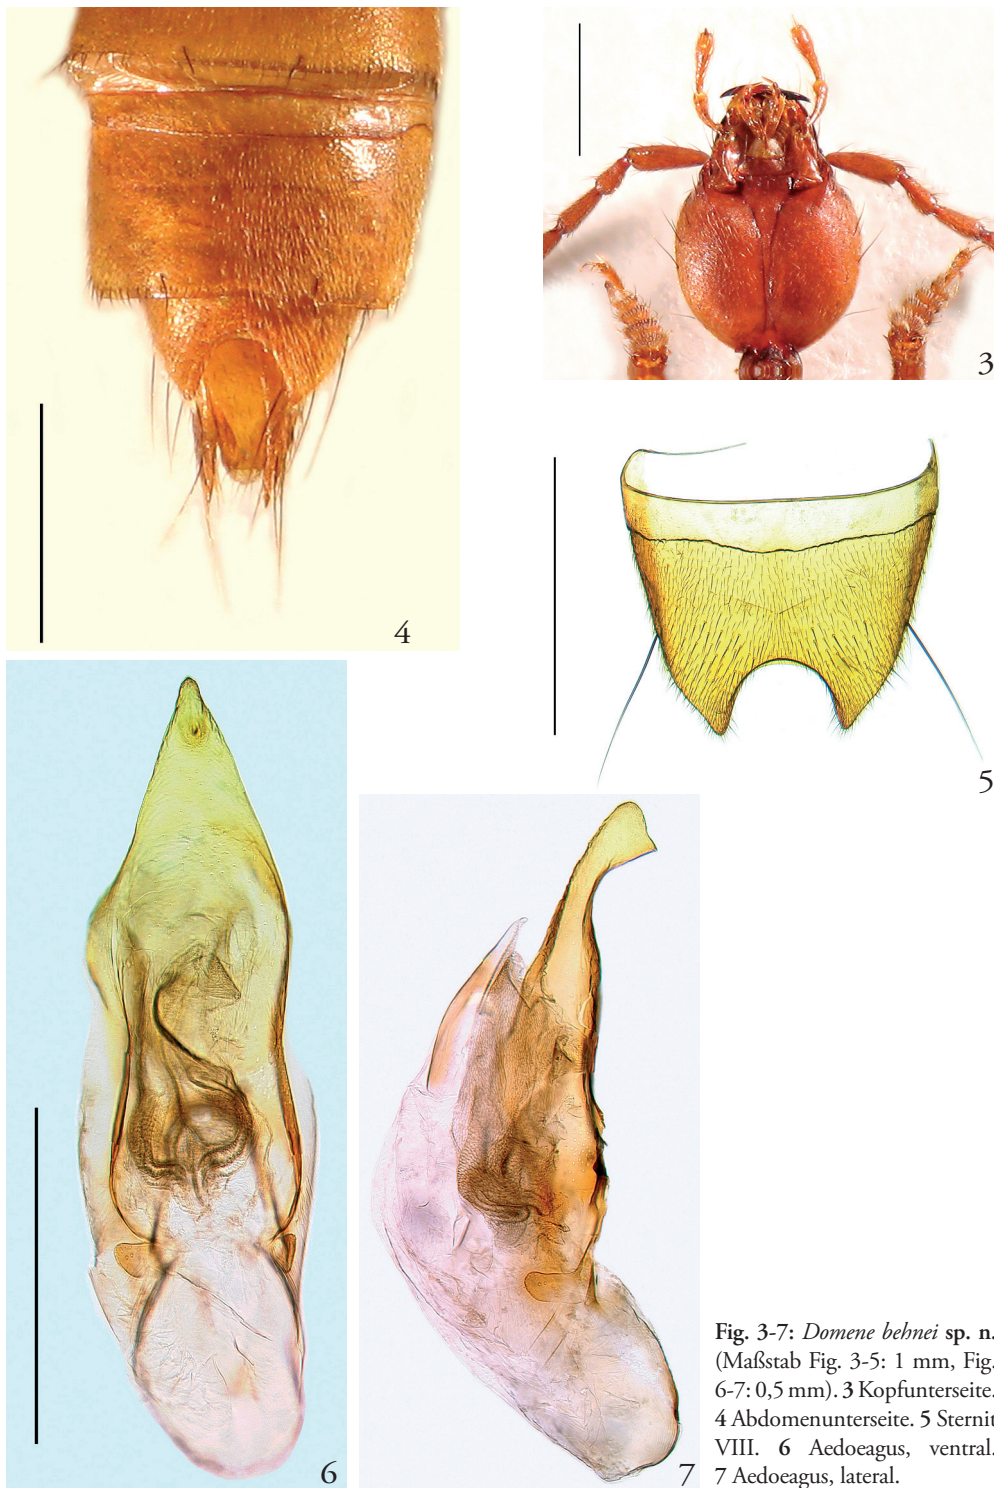 3
4
5
6
7
Fig. 3-7: Domene behnei sp. n.
(Maßstab Fig. 3-5: 1 mm, Fig.
6-7: 0,5 mm). 3 Kopfunterseite.
4 Abdomenunterseite. 5 Sternit
VIII. 6 Aedoeagus, ventral.
7 Aedoeagus, lateral.